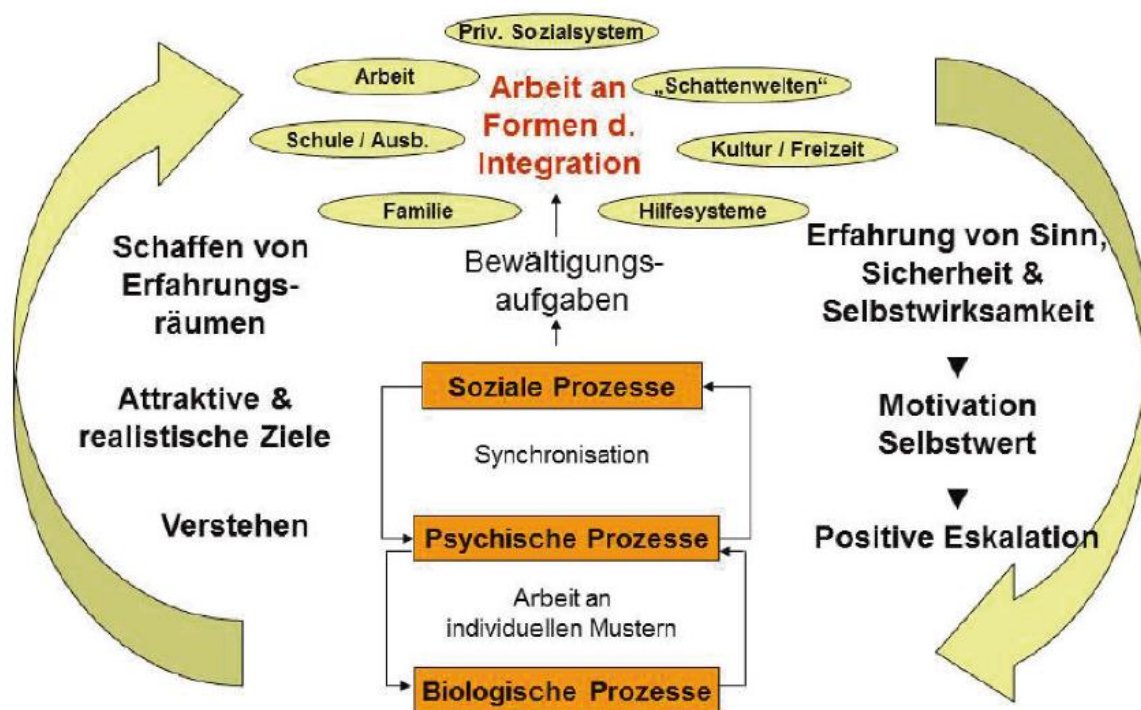 Priv. Sozialsystem
Arbeit
„Schattenwelten“
Arbeit an
Formen d.
Integration
Schule / Ausb.
Kultur / Freizeit
Familie
Hilfesysteme
Schaffen von
Erfahrungs-
räumen
Attraktive &
realistische Ziele
Verstehen
Bewältigungs-
aufgaben
Soziale Prozesse
Synchronisation
Psychische Prozesse
Arbeit an
individuellen Mustern
Biologische Prozesse
Erfahrung von Sinn,
Sicherheit &
Selbstwirksamkeit
Motivation
Selbstwert
Positive Eskalation